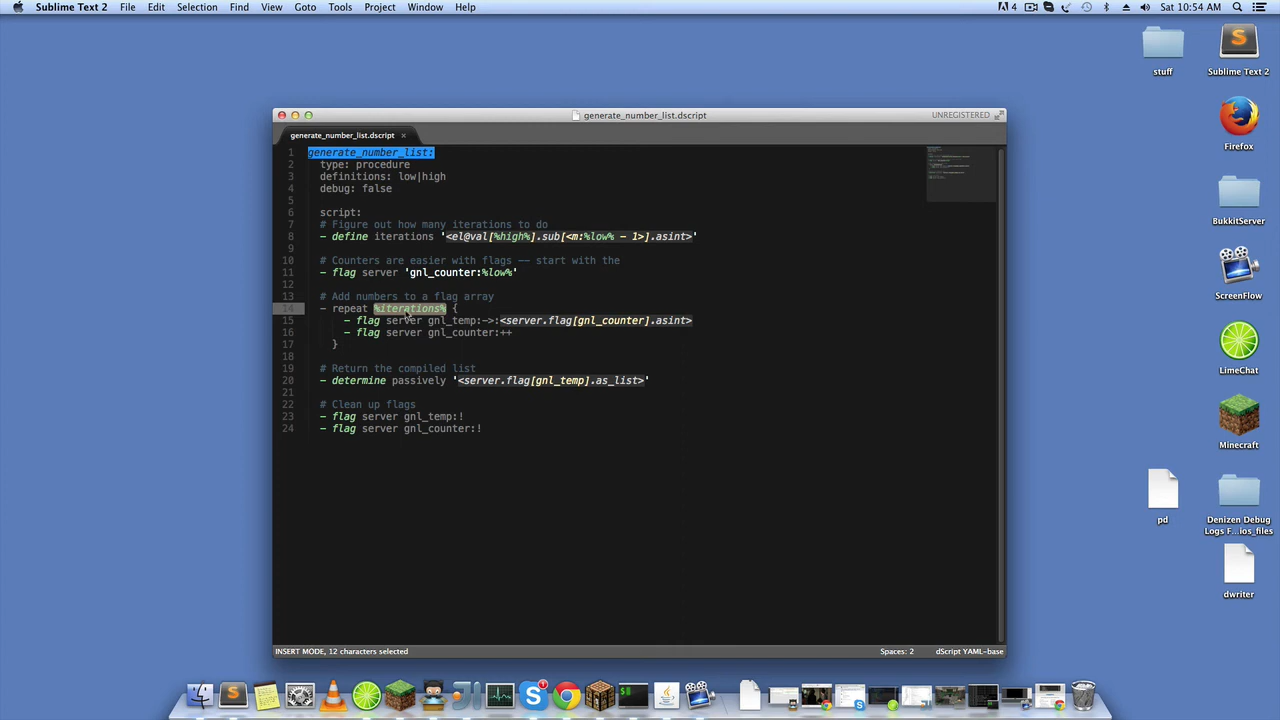 Sublime Text 2 File Edit Selection Find View Goto Tools Project Window Help 4 Sat 10:54 AM
stuff
Sublime Text 2
Firefox
BukkitServer
ScreenFlow
LimeChat
Minecraft
pd
Denizen Debug
Logs F...ios_files
dwriter
generate_number_list.dscript UNREGISTERED
generate_number_list.dscript ×
1 generate_number_list:
2 type: procedure
3 definitions: low|high
4 debug: false
5
6 script:
7 # Figure out how many iterations to do
8 - define iterations '<el@val[%high%].sub[<m:%low% - 1>].asint>'
9
10 # Counters are easier with flags -- start with the
11 - flag server 'gnl_counter:%low%'
12
13 # Add numbers to a flag array
14 - repeat %iterations% {
15 - flag server gnl_temp:->:<server.flag[gnl_counter].asint>
16 - flag server gnl_counter:++
17 }
18
19 # Return the compiled list
20 - determine passively '<server.flag[gnl_temp].as_list>'
21
22 # Clean up flags
23 - flag server gnl_temp:!
24 - flag server gnl_counter:!
INSERT MODE, 12 characters selected Spaces: 2 dScript YAML-base